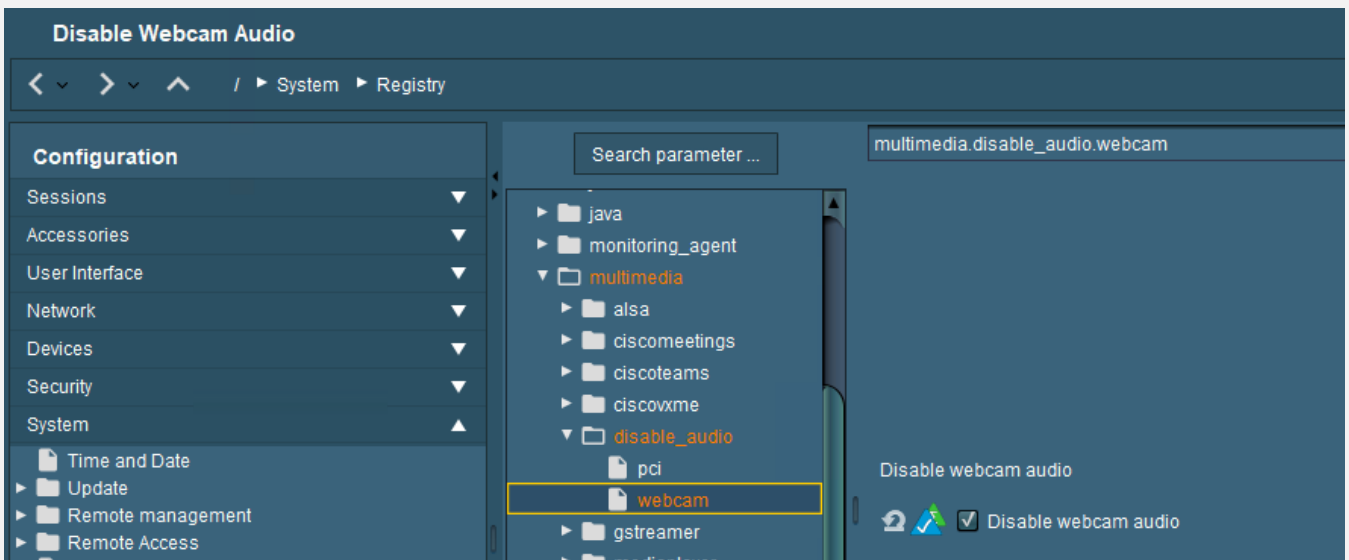 Disable Webcam Audio
/ System Registry
Configuration
Sessions
Accessories
User Interface
Network
Devices
Security
System
Time and Date
Update
Remote management
Remote Access
Search parameter ...
java
monitoring_agent
multimedia
alsa
ciscomeetings
ciscoteams
ciscovxme
disable_audio
pci
webcam
gstreamer
multimedia.disable_audio.webcam
Disable webcam audio
Disable webcam audio